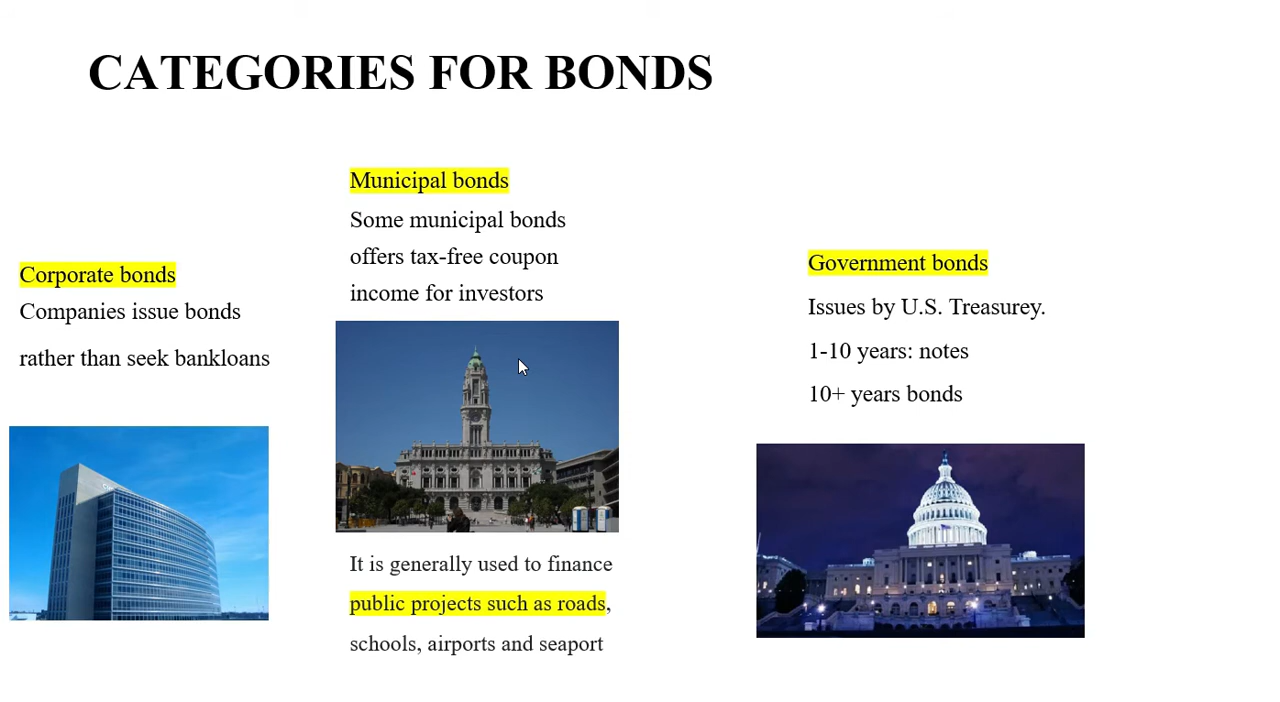 CATEGORIES FOR BONDS
Corporate bonds
Companies issue bonds
rather than seek bankloans
Municipal bonds
Some municipal bonds
offers tax-free coupon
income for investors
It is generally used to finance
public projects such as roads,
schools, airports and seaport
Government bonds
Issues by U.S. Treasurey.
1-10 years: notes
10+ years bonds